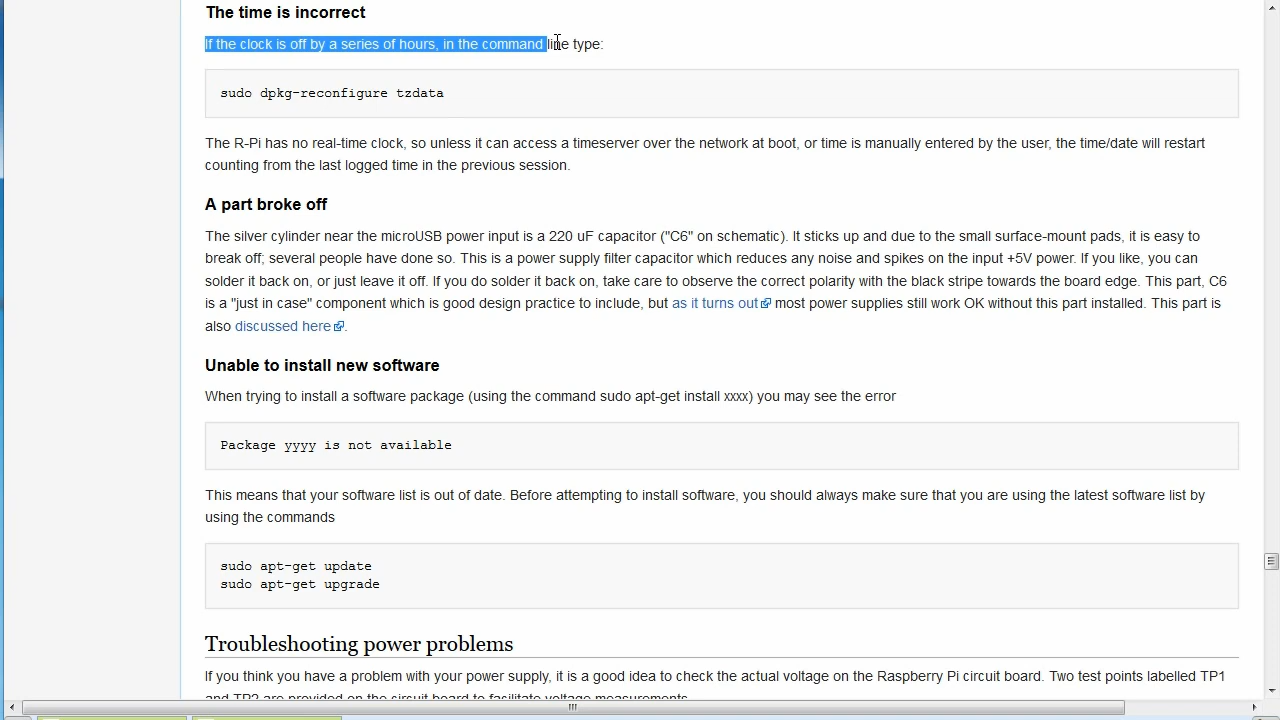 The time is incorrect
If the clock is off by a series of hours, in the command line type:
sudo dpkg-reconfigure tzdata
The R-Pi has no real-time clock, so unless it can access a timeserver over the network at boot, or time is manually entered by the user, the time/date will restart
counting from the last logged time in the previous session.
A part broke off
The silver cylinder near the microUSB power input is a 220 uF capacitor ("C6" on schematic). It sticks up and due to the small surface-mount pads, it is easy to
break off; several people have done so. This is a power supply filter capacitor which reduces any noise and spikes on the input +5V power. If you like, you can
solder it back on, or just leave it off. If you do solder it back on, take care to observe the correct polarity with the black stripe towards the board edge. This part, C6
is a "just in case" component which is good design practice to include, but as it turns out most power supplies still work OK without this part installed. This part is
also discussed here.
Unable to install new software
When trying to install a software package (using the command sudo apt-get install xxxx) you may see the error
Package yyyy is not available
This means that your software list is out of date. Before attempting to install software, you should always make sure that you are using the latest software list by
using the commands
sudo apt-get update
sudo apt-get upgrade
Troubleshooting power problems
If you think you have a problem with your power supply, it is a good idea to check the actual voltage on the Raspberry Pi circuit board. Two test points labelled TP1
and TP2 are provided on the circuit board to facilitate voltage measurements.